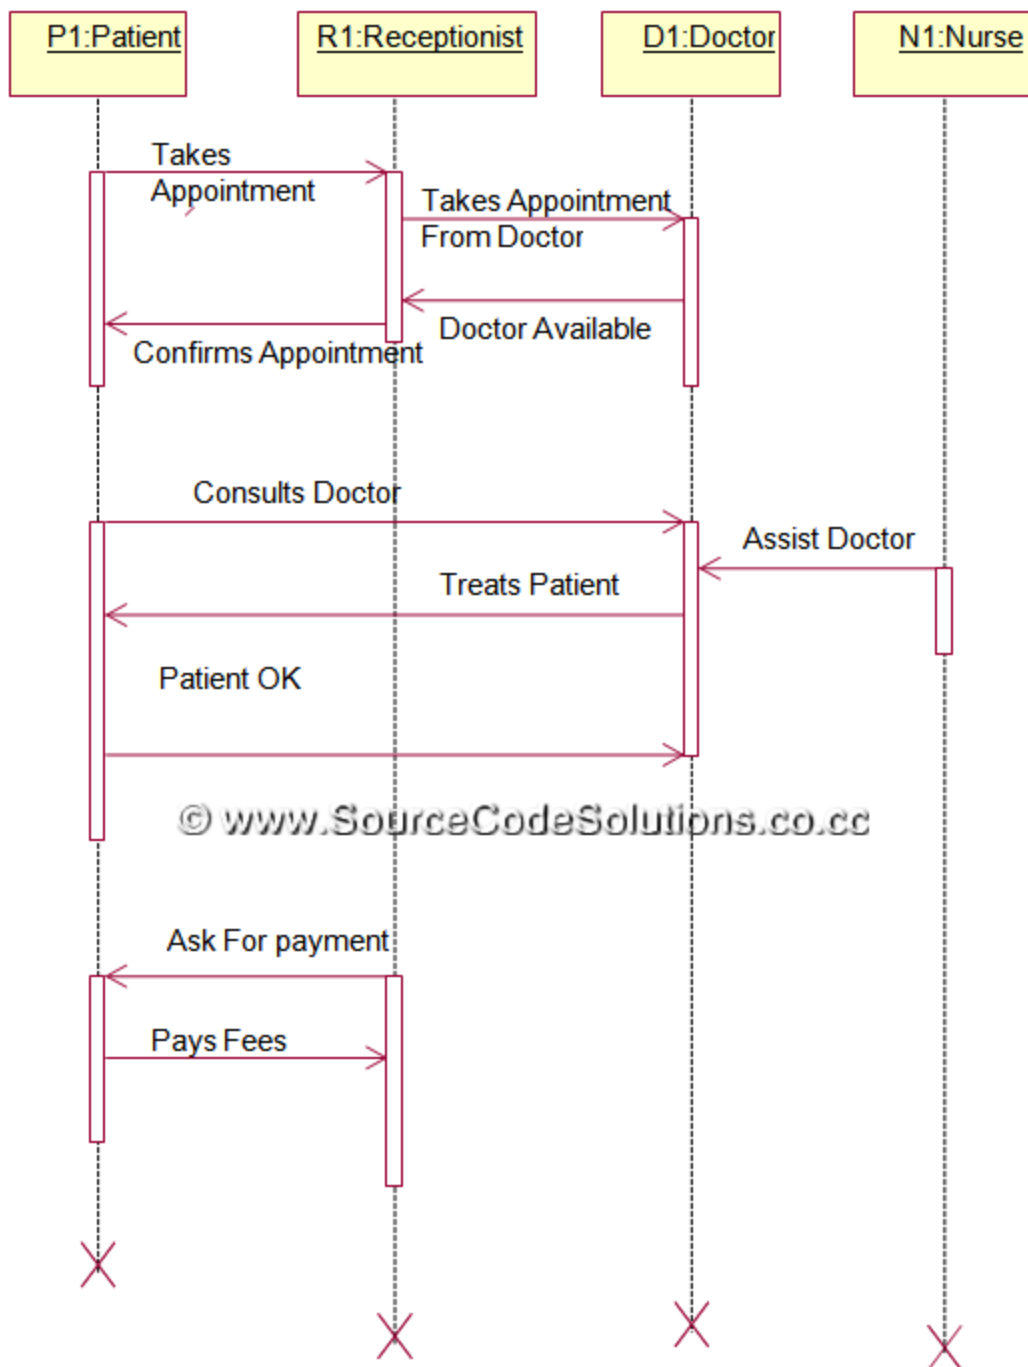 P1:Patient
R1:Receptionist
D1:Doctor
N1:Nurse
Takes
Appointment
Takes Appointment
From Doctor
Doctor Available
Confirms Appointment
Consults Doctor
Assist Doctor
Treats Patient
Patient OK
© www.SourceCodeSolutions.co.cc
Ask For payment
Pays Fees